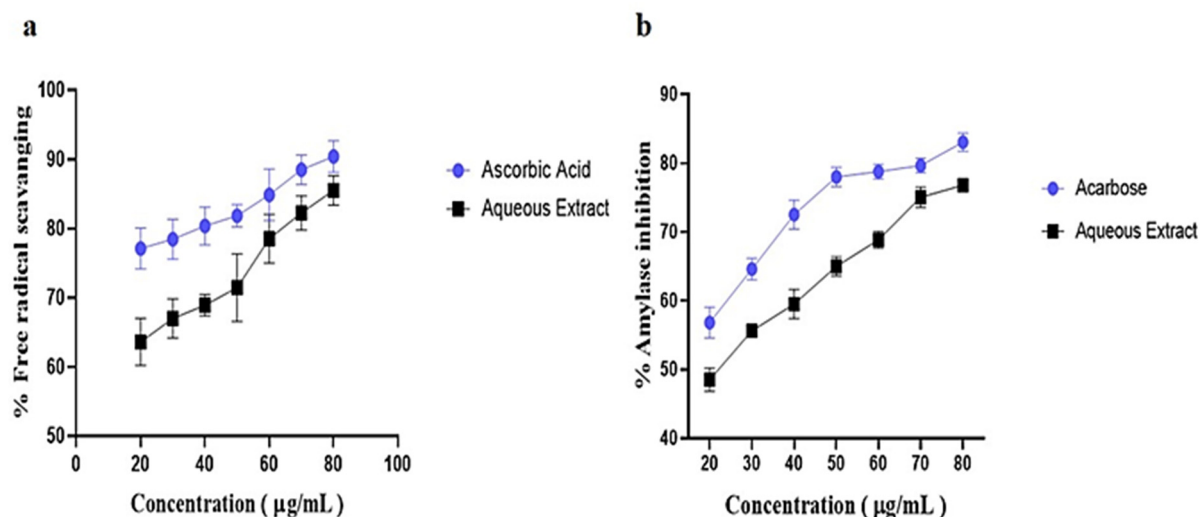 a
% Free radical scavanging
100
90
80
70
60
50
0
20
40
60
80
100
Concentration ( µg/mL )
Ascorbic Acid
Aqueous Extract
b
% Amylase inhibition
90
80
70
60
50
40
20
30
40
50
60
70
80
Concentration ( µg/mL )
Acarbose
Aqueous Extract